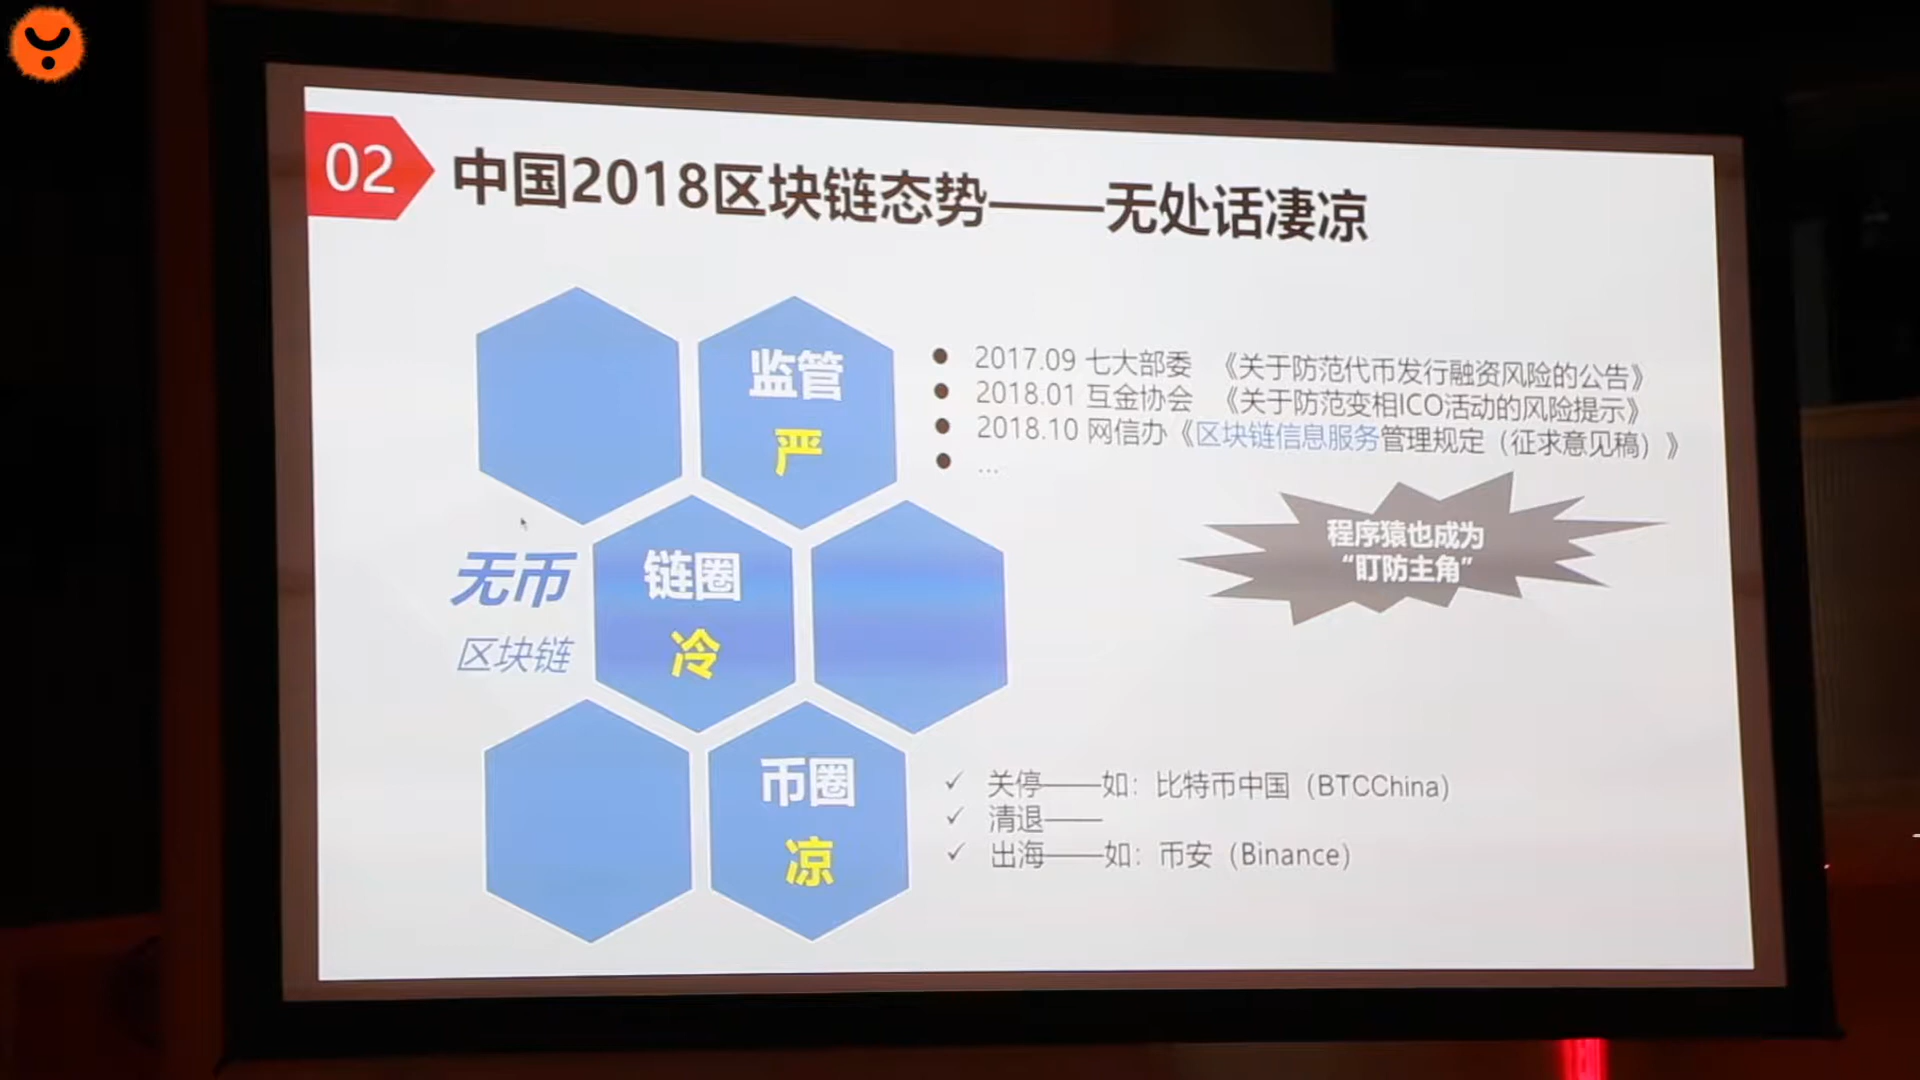 02
中国2018区块链态势——无处话凄凉
监管
严
2017.09 七大部委 《关于防范代币发行融资风险的公告》
2018.01 互金协会 《关于防范变相ICO活动的风险提示》
2018.10 网信办《区块链信息服务管理规定（征求意见稿）》
...
程序猿也成为
“盯防主角”
无币
区块链
链圈
冷
币圈
凉
关停——如：比特币中国（BTCChina）
清退——
出海——如：币安（Binance）